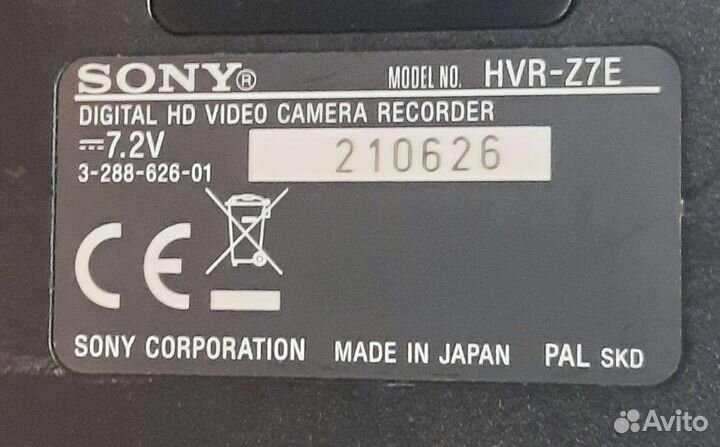 SONY® MODEL NO. HVR-Z7E
DIGITAL HD VIDEO CAMERA RECORDER
⎓7.2V 210626
3-288-626-01
CE
SONY CORPORATION MADE IN JAPAN PAL SKD
Avito